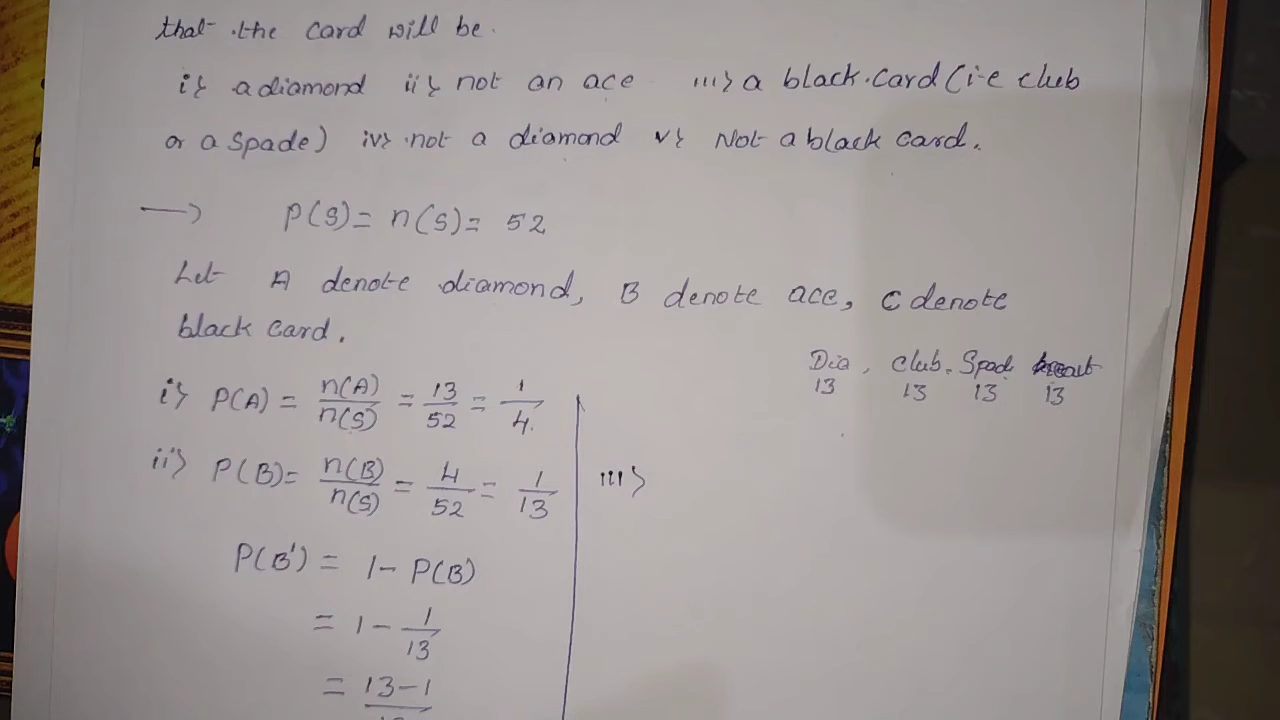 that the card will be.
i} a diamond ii} not an ace iii} a black card (i-e club
or a Spade) iv} not a diamond v} Not a black card.
→ P(S) = n(S) = 52
Let A denote diamond, B denote ace, C denote
black card.
Dia, club, Spad
13 13 13 13
i} P(A) = n(A)/n(S) = 13/52 = 1/4.
ii} P(B) = n(B)/n(S) = 4/52 = 1/13
iii}
P(B') = 1 - P(B)
= 1 - 1/13
= 13-1